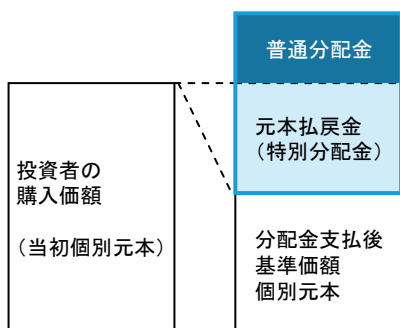 普通分配金
元本払戻金
（特別分配金）
投資者の
購入価額
（当初個別元本）
分配金支払後
基準価額
個別元本